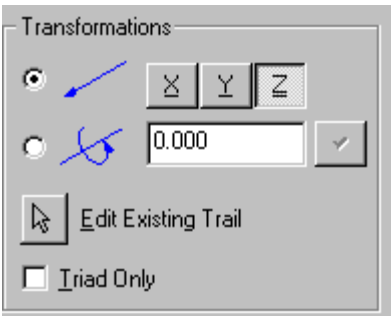 Transformations
X Y Z
0.000
Edit Existing Trail
Triad Only